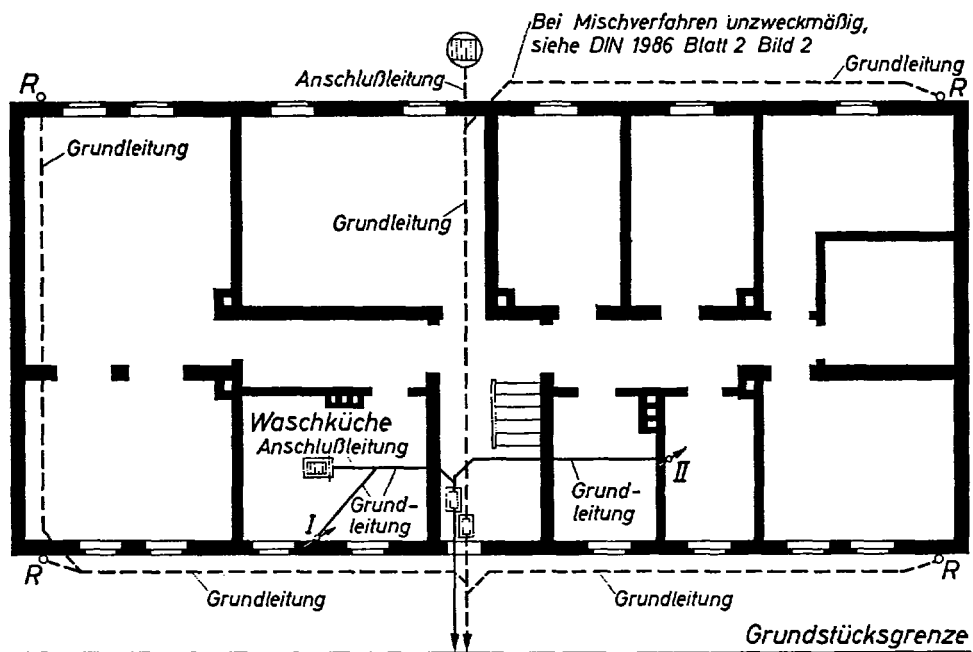 Bei Mischverfahren unzweckmäßig,
siehe DIN 1986 Blatt 2 Bild 2
Anschlußleitung
Grundleitung
R
R
Grundleitung
Grundleitung
Waschküche
Anschlußleitung
Grund-
leitung
I
Grund-
leitung
II
R
R
Grundleitung
Grundleitung
Grundstücksgrenze